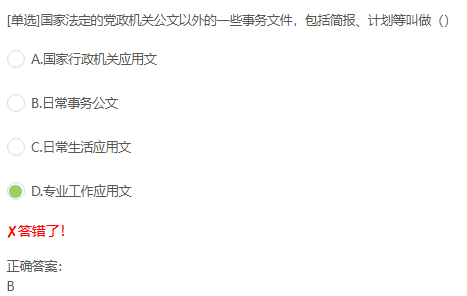 [单选]国家法定的党政机关公文以外的一些事务文件，包括简报、计划等叫做（）
A.国家行政机关应用文
B.日常事务公文
C.日常生活应用文
D.专业工作应用文
✗答错了!
正确答案：
B